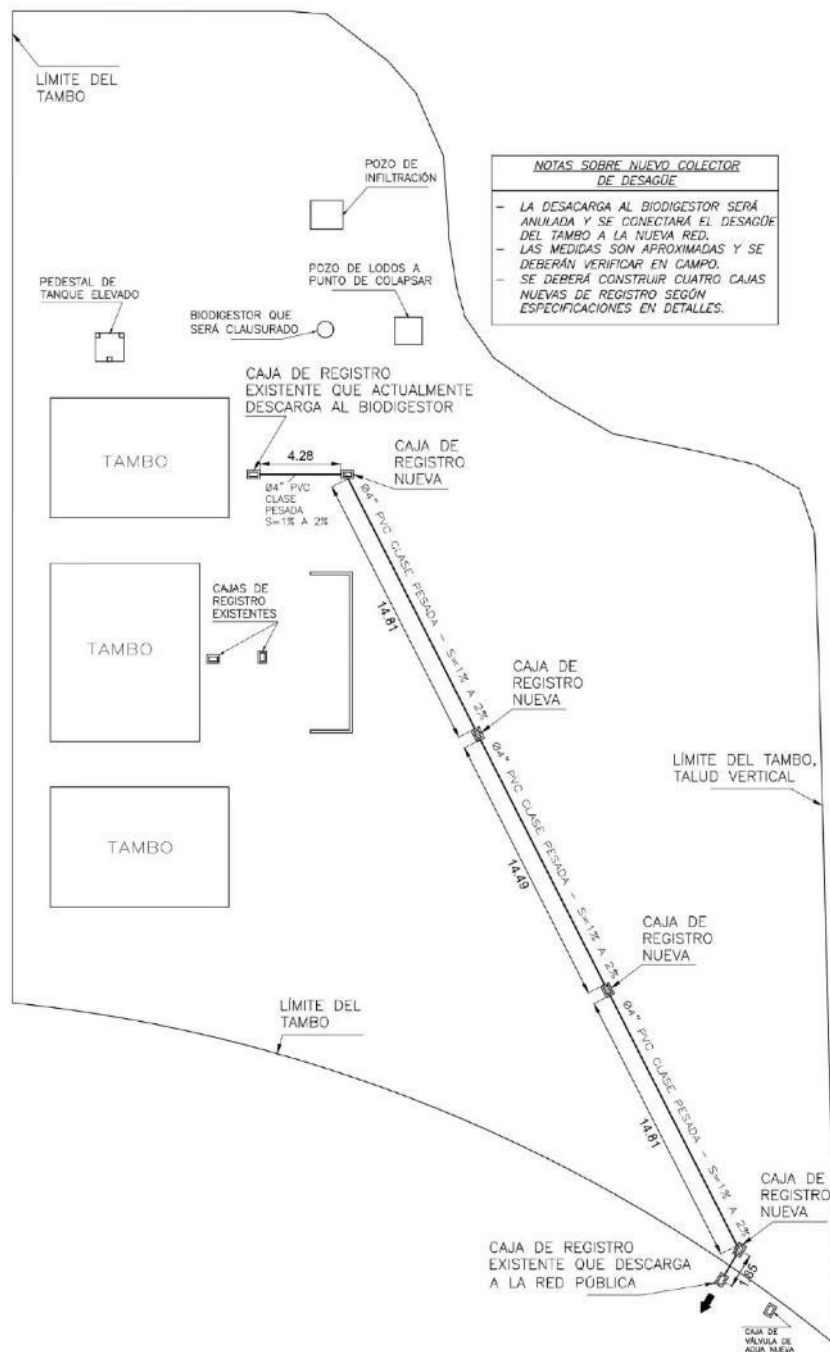 LÍMITE DEL
TAMBO
POZO DE
INFILTRACIÓN
NOTAS SOBRE NUEVO COLECTOR
DE DESAGÜE
- LA DESACARGA AL BIODIGESTOR SERÁ
ANULADA Y SE CONECTARÁ EL DESAGÜE
DEL TAMBO A LA NUEVA RED.
- LAS MEDIDAS SON APROXIMADAS Y SE
DEBERÁN VERIFICAR EN CAMPO.
- SE DEBERÁ CONSTRUIR CUATRO CAJAS
NUEVAS DE REGISTRO SEGÚN
ESPECIFICACIONES EN DETALLES.
PEDESTAL DE
TANQUE ELEVADO
POZO DE LODOS A
PUNTO DE COLAPSAR
BIODIGESTOR QUE
SERÁ CLAUSURADO
CAJA DE REGISTRO
EXISTENTE QUE ACTUALMENTE
DESCARGA AL BIODIGESTOR
TAMBO
4.28
CAJA DE
REGISTRO
NUEVA
Ø4" PVC
CLASE
PESADA
S=1% A 2%
Ø4" PVC CLASE PESADA - S=1% A 2%
14.81
CAJAS DE
REGISTRO
EXISTENTES
TAMBO
CAJA DE
REGISTRO
NUEVA
Ø4" PVC CLASE PESADA - S=1% A 2%
14.49
LÍMITE DEL TAMBO,
TALUD VERTICAL
TAMBO
CAJA DE
REGISTRO
NUEVA
LÍMITE DEL
TAMBO
Ø4" PVC CLASE PESADA - S=1% A 2%
14.81
CAJA DE
REGISTRO
NUEVA
CAJA DE REGISTRO
EXISTENTE QUE DESCARGA
A LA RED PÚBLICA
1.65
CAJA DE
VÁLVULA DE
AGUA NUEVA